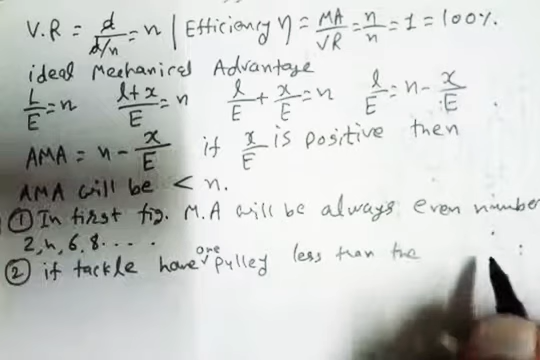 V.R = d/d/n = n | Efficiency η = MA/VR = n/n = 1 = 100%.
ideal Mechanical Advantage
L/E = n l+x/E = n l/E + x/E = n l/E = n - x/E
AMA = n - x/E if x/E is positive then
AMA will be < n.
① In first fig. M.A will be always even number
2, 4, 6, 8 . . . .
② if tackle have one pulley less than the